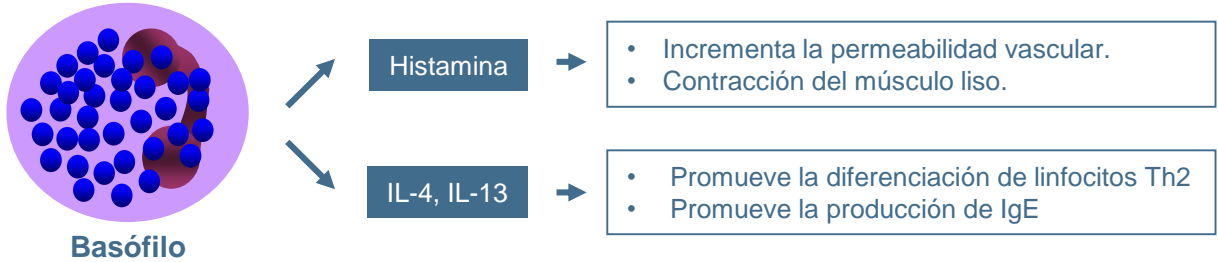 Histamina
• Incrementa la permeabilidad vascular.
• Contracción del músculo liso.
IL-4, IL-13
• Promueve la diferenciación de linfocitos Th2
• Promueve la producción de IgE
Basófilo